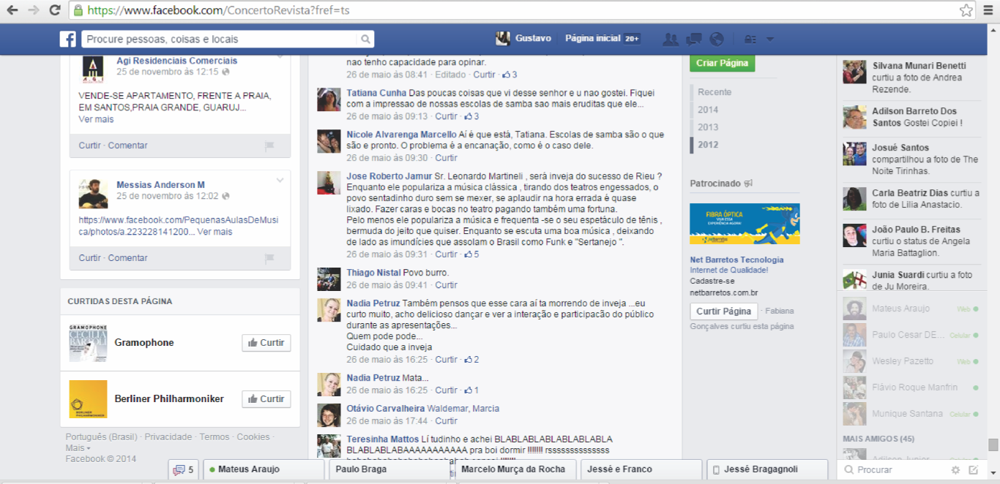 https://www.facebook.com/ConcertoRevista?fref=ts
Procure pessoas, coisas e locais
Gustavo
Página inicial 20+
Agi Residenciais Comerciais
25 de novembro às 12:15
VENDE-SE APARTAMENTO, FRENTE A PRAIA,
EM SANTOS,PRAIA GRANDE, GUARUJ...
Ver mais
Curtir · Comentar
Messias Anderson M
25 de novembro às 12:02
https://www.facebook.com/PequenasAulasDeMusi
ca/photos/a.223228141200... Ver mais
Curtir · Comentar
CURTIDAS DESTA PÁGINA
GRAMOPHONE
CECILIA
Gramophone
Curtir
BERLINER
PHILHARMONIKER
Berliner Philharmoniker
Curtir
Português (Brasil) · Privacidade · Termos · Cookies ·
Mais
Facebook © 2014
nao tenho capacidade para opinar.
26 de maio às 08:41 · Editado · Curtir · 3
Tatiana Cunha Das poucas coisas que vi desse senhor e u nao gostei. Fiquei
com a impressao de nossas escolas de samba sao mais eruditas que ele...
26 de maio às 09:13 · Curtir · 3
Nicole Alvarenga Marcello Aí é que está, Tatiana. Escolas de samba são o que
são e pronto. O problema é a encanação, como é o caso dele.
26 de maio às 09:30 · Curtir
Jose Roberto Jamur Sr. Leonardo Martineli , será inveja do sucesso de Rieu ?
Enquanto ele populariza a música clàssica , tirando dos teatros engessados, o
povo sentadinho duro sem se mexer, se aplaudir na hora errada é quase
lixado. Fazer caras e bocas no teatro pagando também uma fortuna.
Pelo menos ele populariza a música e frequenta -se o seu espetáculo de tênis ,
bermuda do jeito que quiser. Enquanto se escuta uma boa música , deixando
de lado as imundícies que assolam o Brasil como Funk e "Sertanejo ".
26 de maio às 09:31 · Curtir · 5
Thiago Nistal Povo burro.
26 de maio às 09:41 · Curtir
Nadia Petruz Também pensos que esse cara aí ta morrendo de inveja ...eu
curto muito, acho delicioso dançar e ver a interação e participacão do público
durante as apresentações...
Quem pode pode...
Cuidado que a inveja
26 de maio às 16:25 · Curtir · 2
Nadia Petruz Mata...
26 de maio às 16:25 · Curtir · 1
Otávio Carvalheira Waldemar, Marcia
26 de maio às 17:44 · Curtir
Teresinha Mattos Lí tudinho e achei BLABLABLABLABLABLABLA
BLABLABLABAAAAAAAAAAA pra boi dormir !!!!!!! rsssssssssssssss
Criar Página
Recente
2014
2013
2012
Patrocinado
FIBRA ÓPTICA
VIVA ESSA
EXPERIÊNCIA AGORA!
netbarretos
Net Barretos Tecnologia
Internet de Qualidade!
Cadastre-se
netbarretos.com.br
Curtir Página · Fabiana
Gonçalves curtiu esta página
Silvana Munari Benetti
curtiu a foto de Andrea
Rezende.
Adilson Barreto Dos
Santos Gostei Copiei !
Josué Santos
compartilhou a foto de The
Noite Tirinhas.
Carla Beatriz Dias curtiu a
foto de Lilia Anastacio.
João Paulo B. Freitas
curtiu o status de Angela
Maria Battaglion.
Junia Suardi curtiu a foto
de Ju Moreira.
Mateus Araujo Web
Paulo Cesar DE... Celular
Wesley Pazetto Web
Flávio Roque Manfrin
Munique Santana Celular
MAIS AMIGOS (45)
Adilson Junior
Procurar
5
Mateus Araujo
Paulo Braga
Marcelo Murça da Rocha
Jessé e Franco
Jessé Bragagnoli